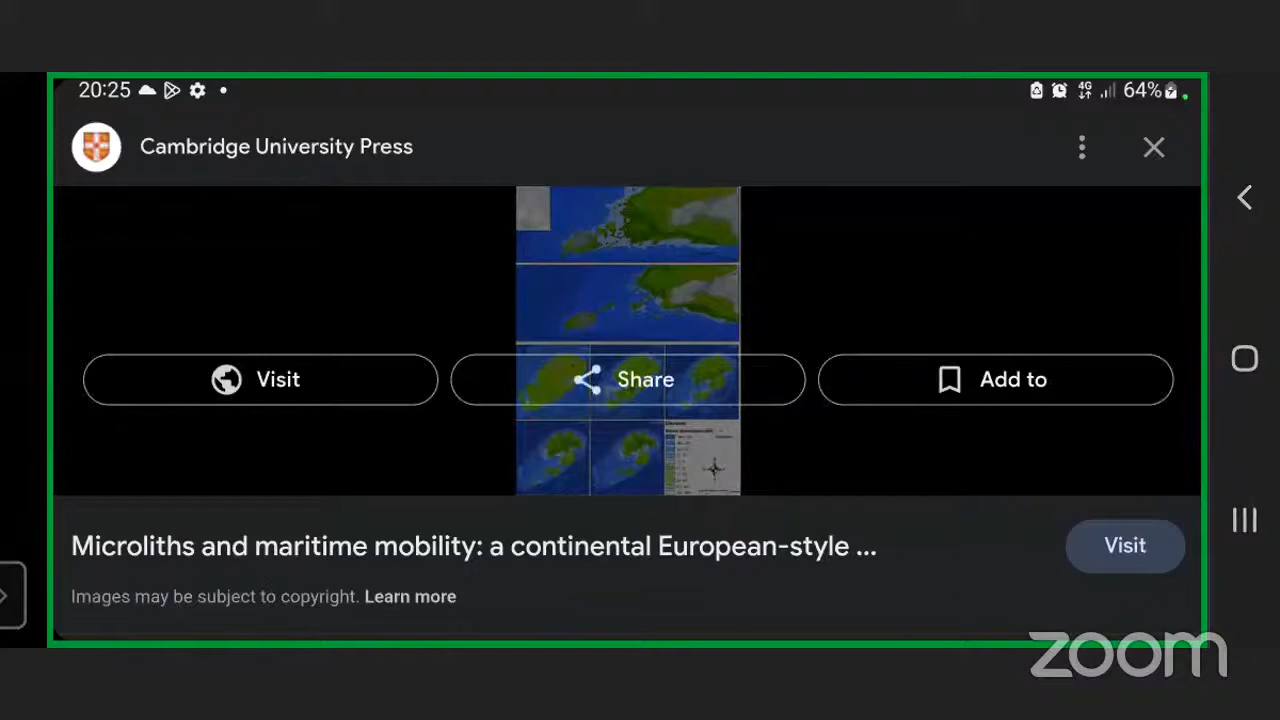 20:25
4G
64%
Cambridge University Press
Visit
Share
Add to
Microliths and maritime mobility: a continental European-style ...
Visit
Images may be subject to copyright. Learn more
zoom